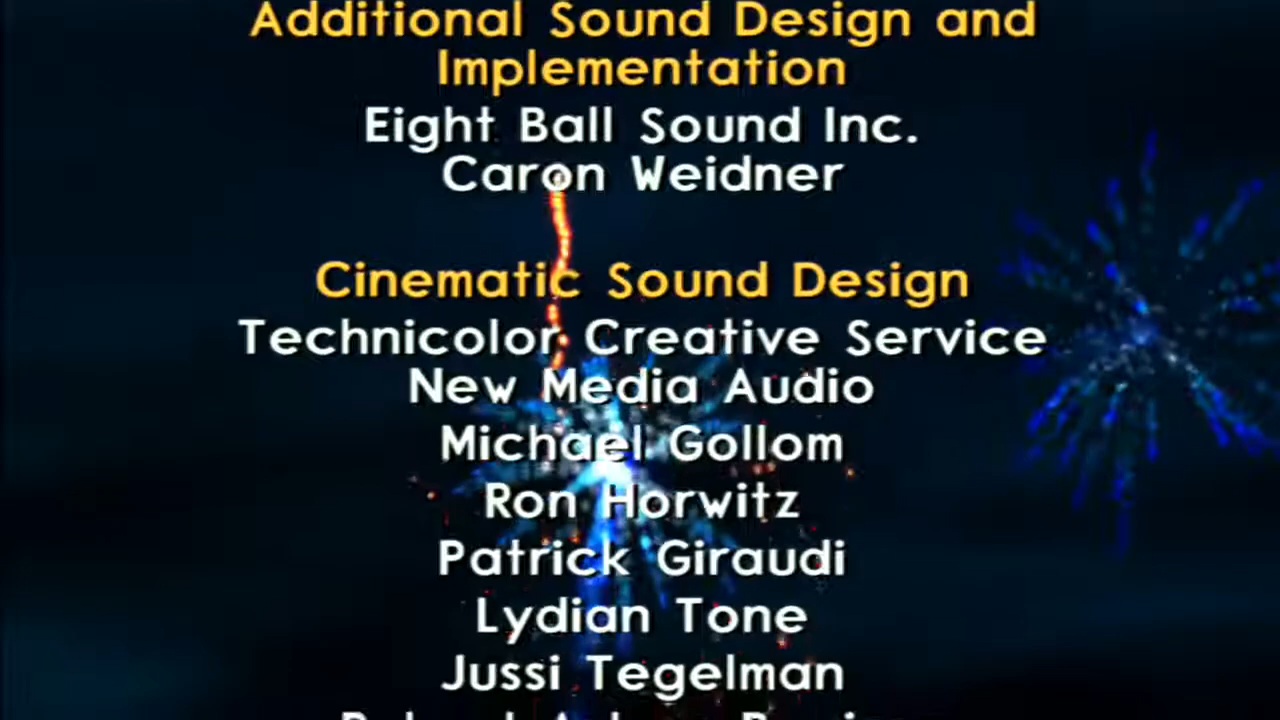 Additional Sound Design and
Implementation
Eight Ball Sound Inc.
Caron Weidner
Cinematic Sound Design
Technicolor Creative Service
New Media Audio
Michael Gollom
Ron Horwitz
Patrick Giraudi
Lydian Tone
Jussi Tegelman